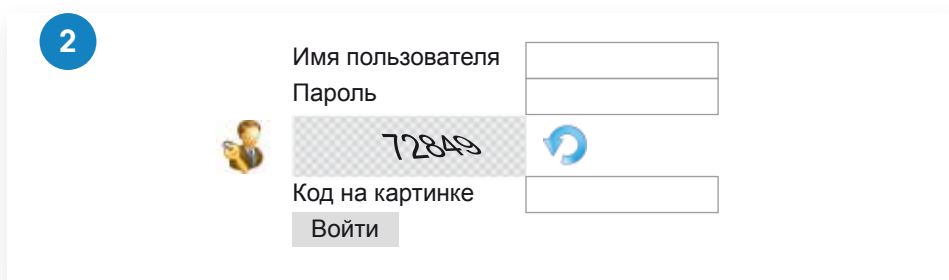 2
Имя пользователя
Пароль
72849
Код на картинке
Войти